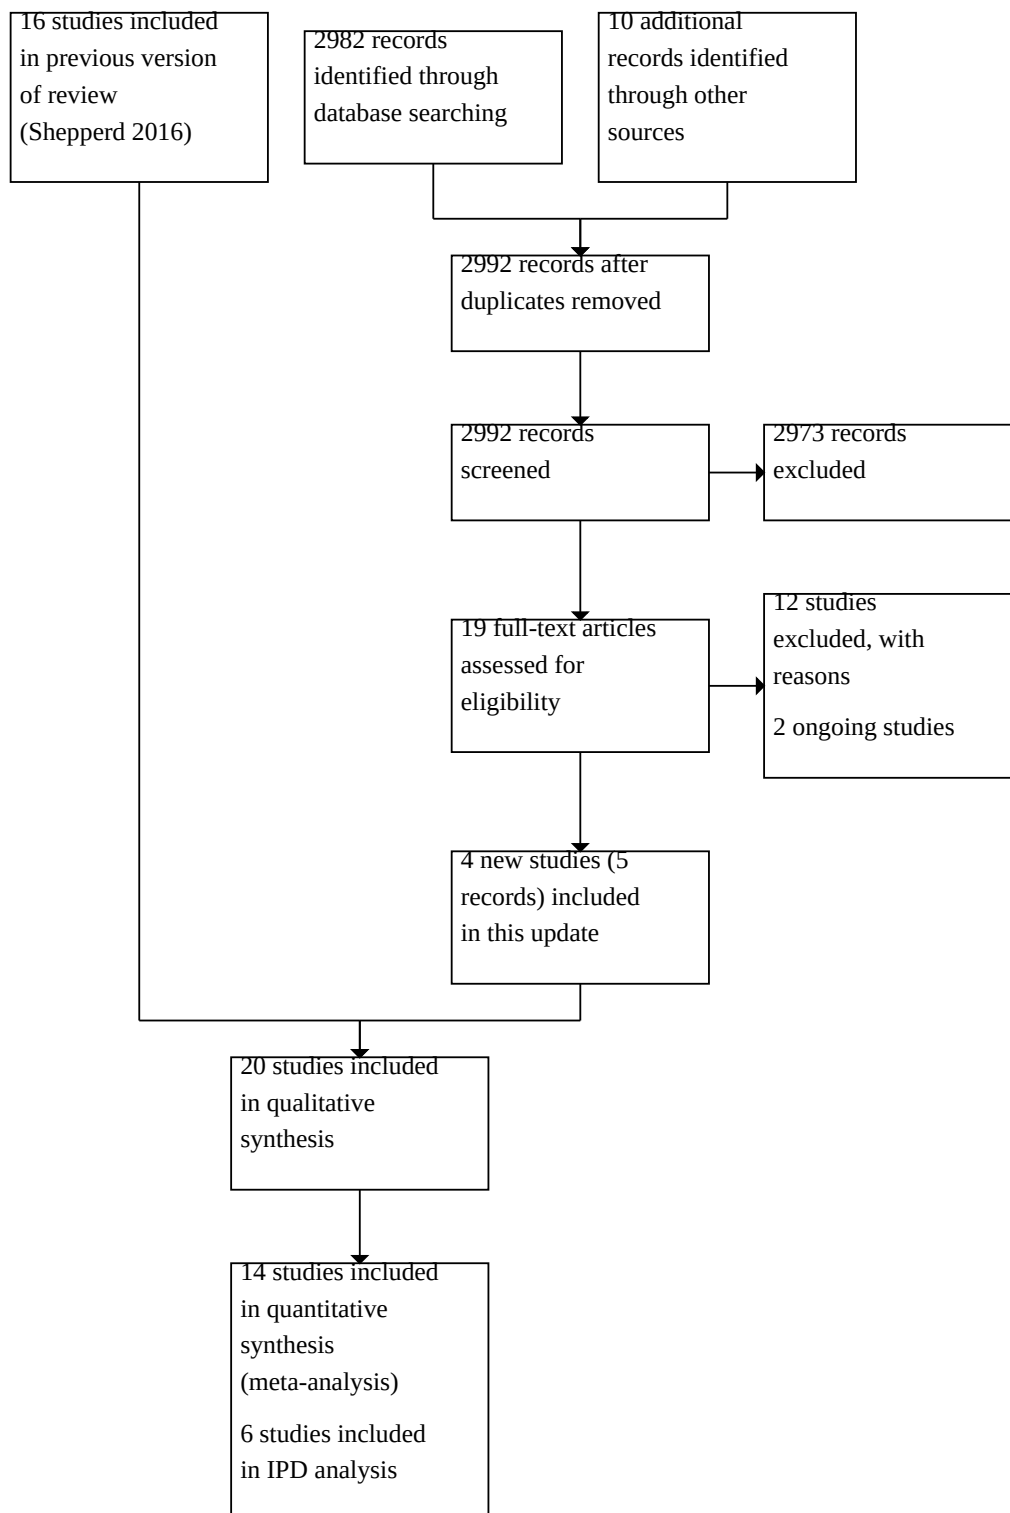 16 studies included
in previous version
of review
(Shepperd 2016)
2982 records
identified through
database searching
10 additional
records identified
through other
sources
2992 records after
duplicates removed
2992 records
screened
2973 records
excluded
19 full-text articles
assessed for
eligibility
12 studies
excluded, with
reasons
2 ongoing studies
4 new studies (5
records) included
in this update
20 studies included
in qualitative
synthesis
14 studies included
in quantitative
synthesis
(meta-analysis)
6 studies included
in IPD analysis